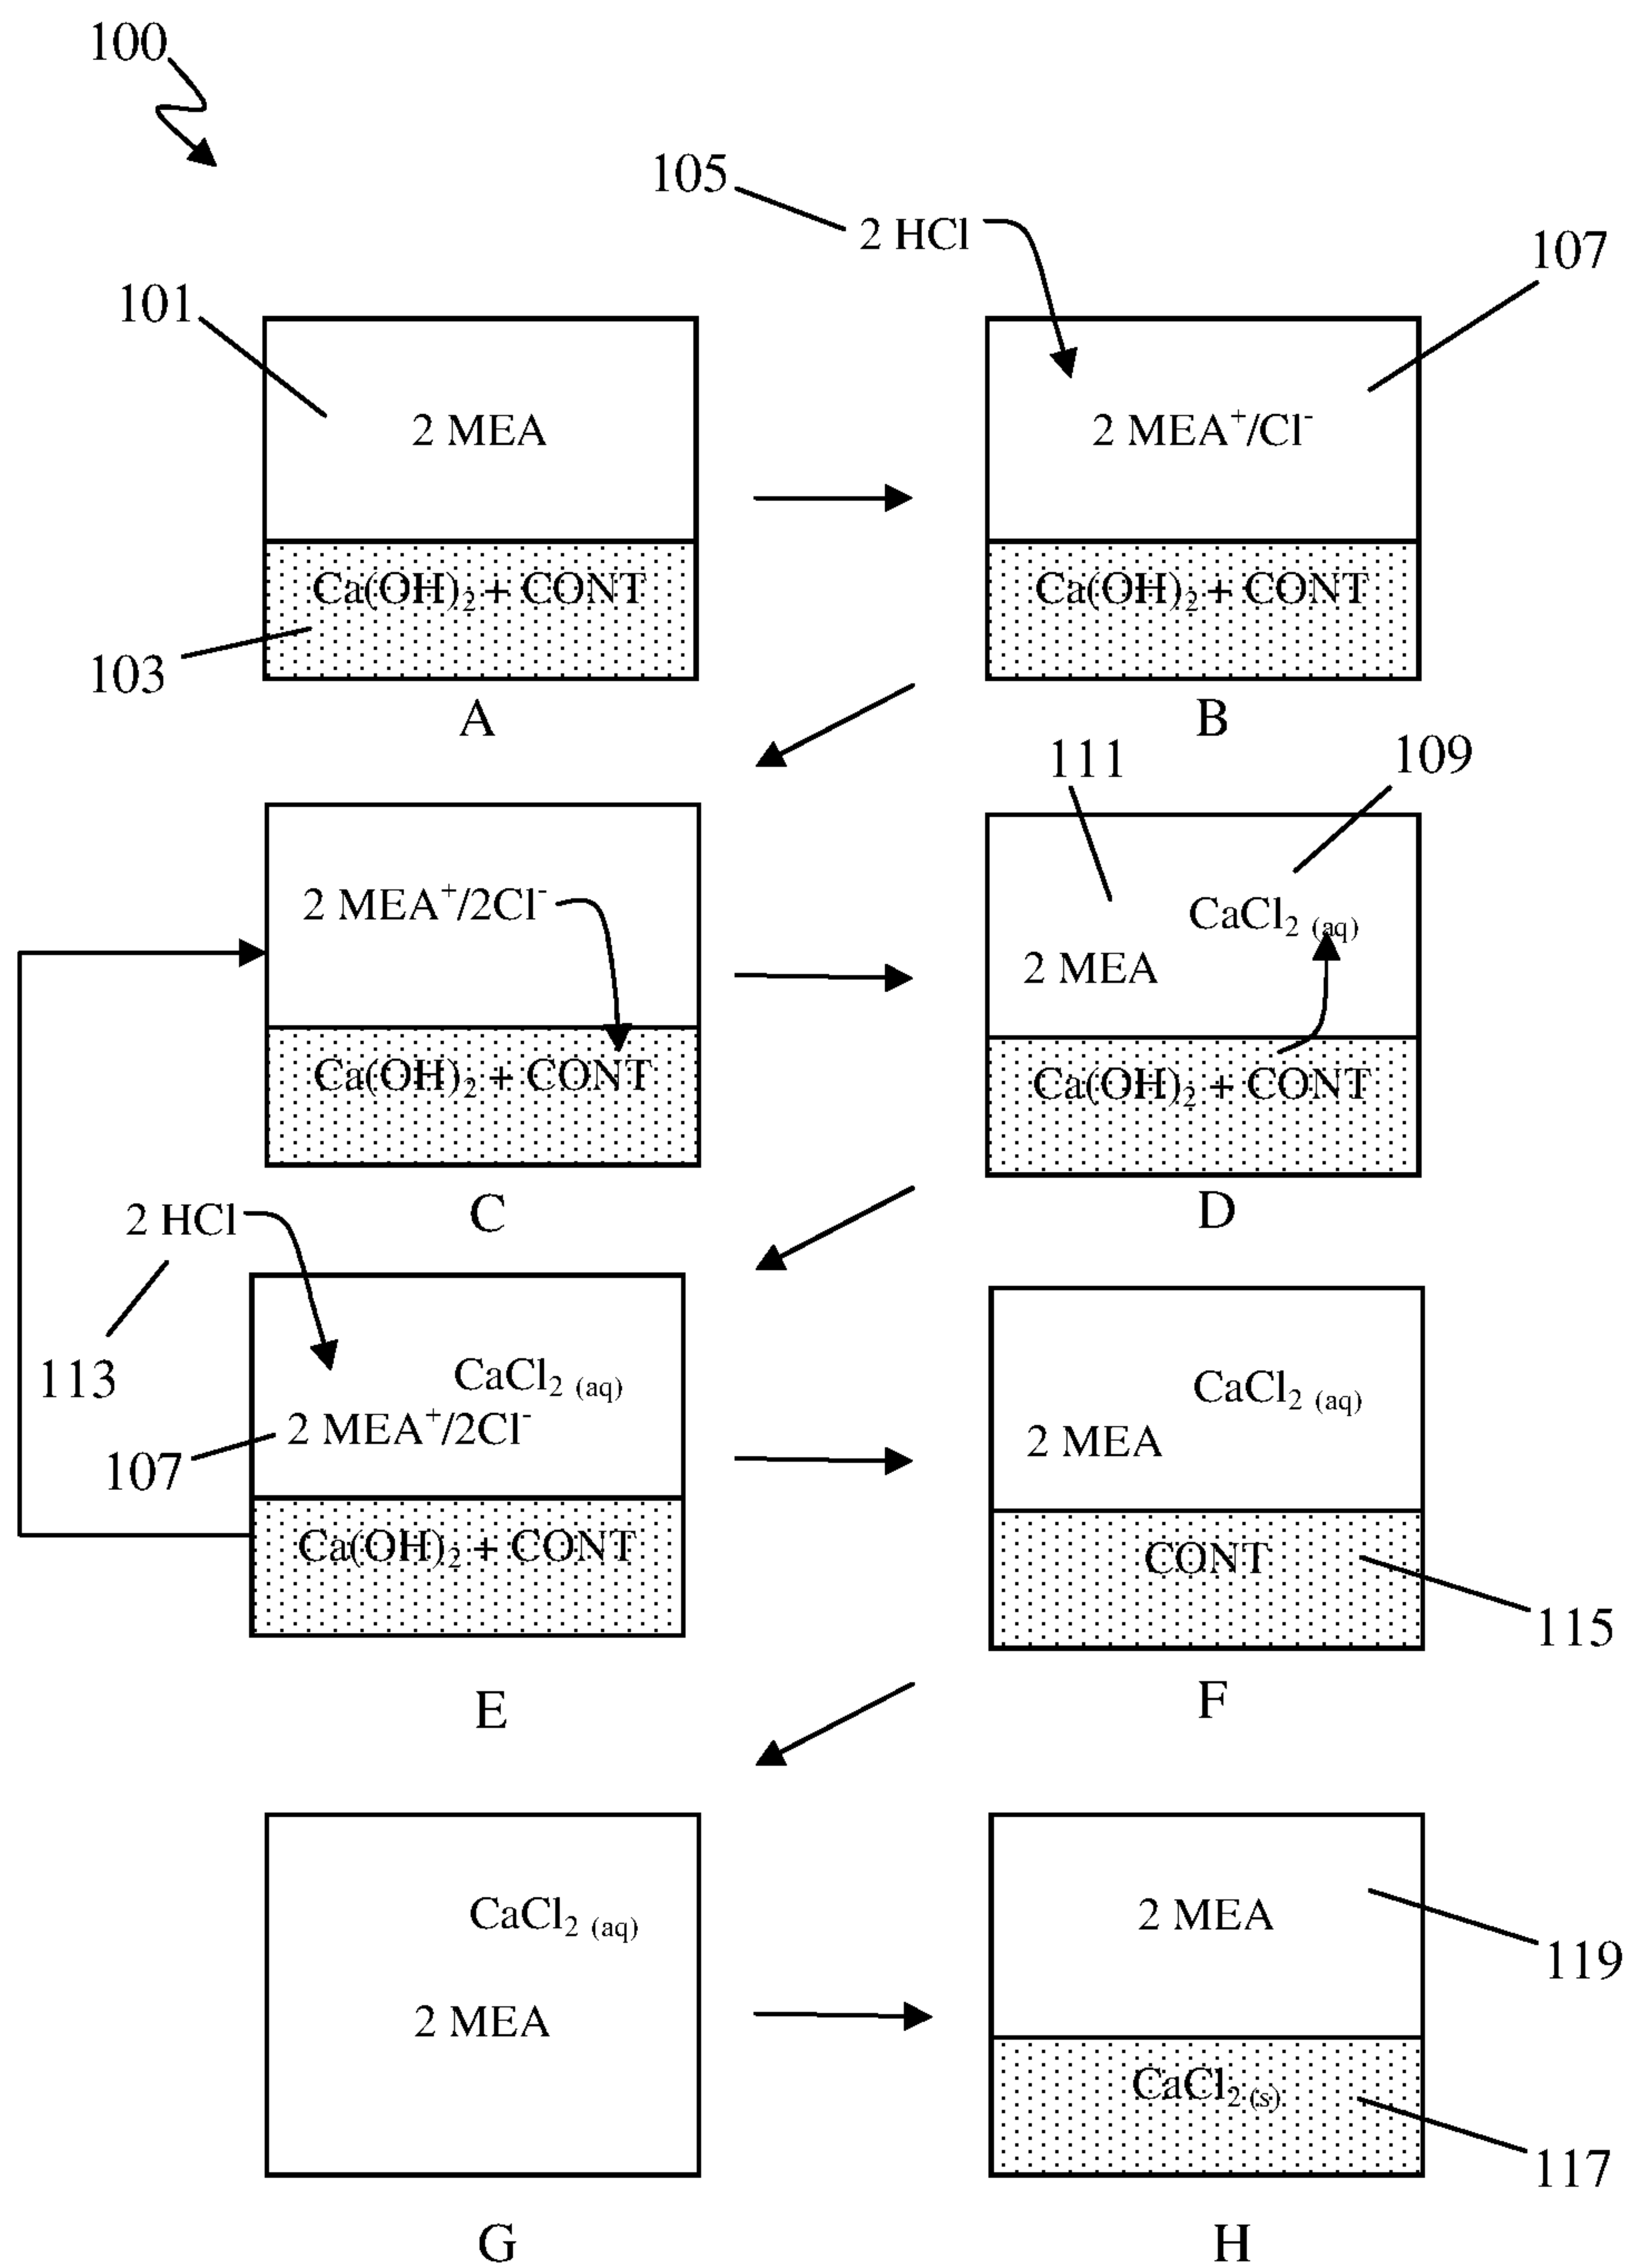 100
105
2 HCl
107
101
2 MEA
2 MEA⁺/Cl⁻
Ca(OH)₂ + CONT
Ca(OH)₂ + CONT
103
A
B
111
109
2 MEA⁺/2Cl⁻
CaCl₂ (aq)
2 MEA
Ca(OH)₂ + CONT
Ca(OH)₂ + CONT
C
D
2 HCl
113
CaCl₂ (aq)
2 MEA⁺/2Cl⁻
107
CaCl₂ (aq)
2 MEA
Ca(OH)₂ + CONT
CONT
115
E
F
CaCl₂ (aq)
2 MEA
2 MEA
119
CaCl₂ (s)
117
G
H